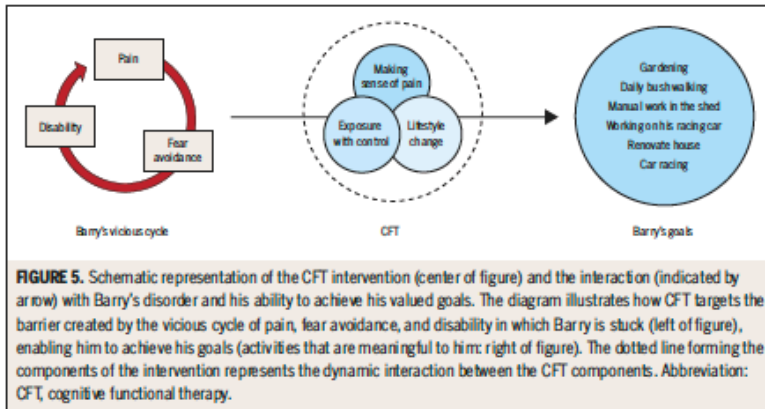 Pain
Disability
Fear
avoidance
Barry's vicious cycle
Making
sense of pain
Exposure
with control
Lifestyle
change
CFT
Gardening
Daily bushwalking
Manual work in the shed
Working on his racing car
Renovate house
Car racing
Barry's goals
FIGURE 5. Schematic representation of the CFT intervention (center of figure) and the interaction (indicated by
arrow) with Barry's disorder and his ability to achieve his valued goals. The diagram illustrates how CFT targets the
barrier created by the vicious cycle of pain, fear avoidance, and disability in which Barry is stuck (left of figure),
enabling him to achieve his goals (activities that are meaningful to him: right of figure). The dotted line forming the
components of the intervention represents the dynamic interaction between the CFT components. Abbreviation:
CFT, cognitive functional therapy.